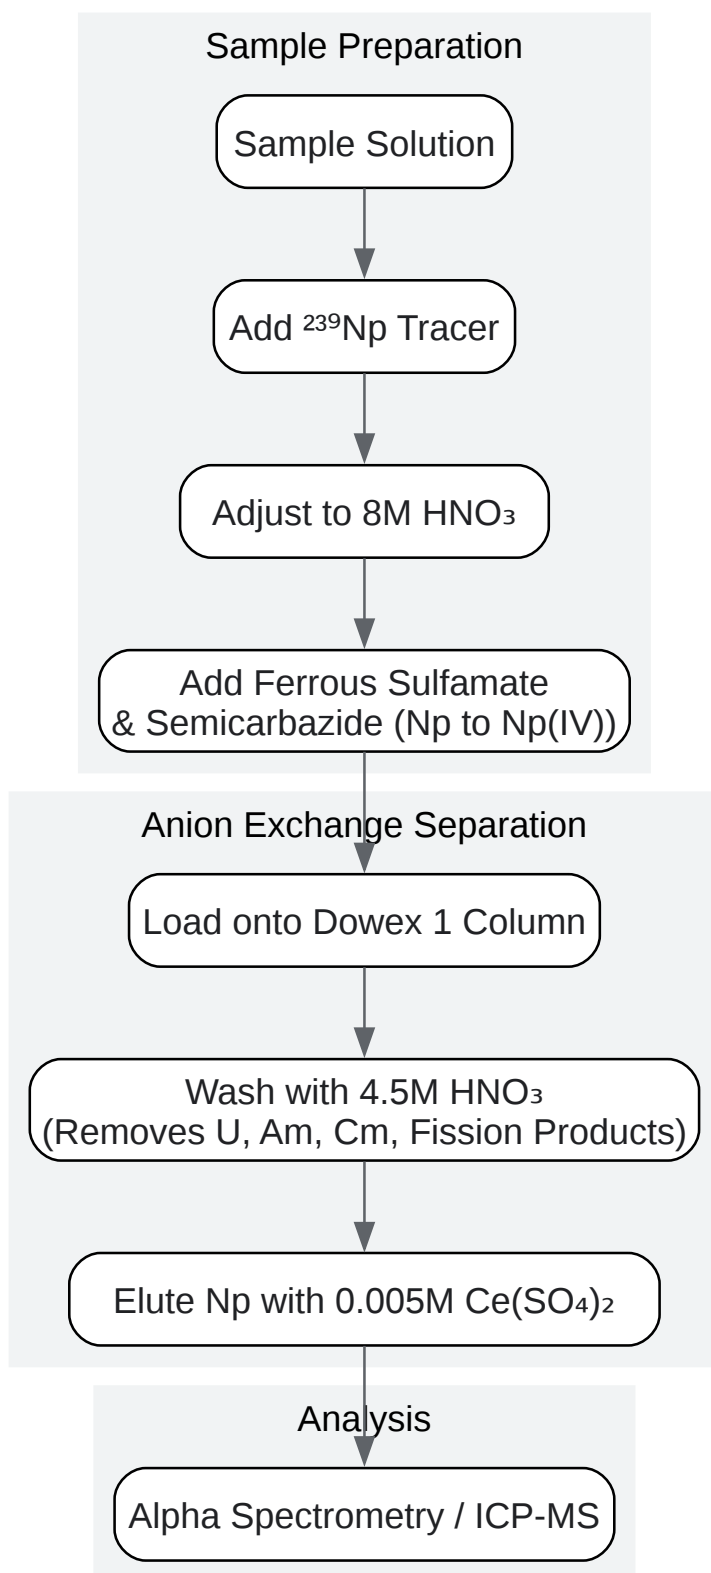 Sample Preparation
Sample Solution
Add ²³⁹Np Tracer
Adjust to 8M HNO₃
Add Ferrous Sulfamate
& Semicarbazide (Np to Np(IV))
Anion Exchange Separation
Load onto Dowex 1 Column
Wash with 4.5M HNO₃
(Removes U, Am, Cm, Fission Products)
Elute Np with 0.005M Ce(SO₄)₂
Analysis
Alpha Spectrometry / ICP-MS